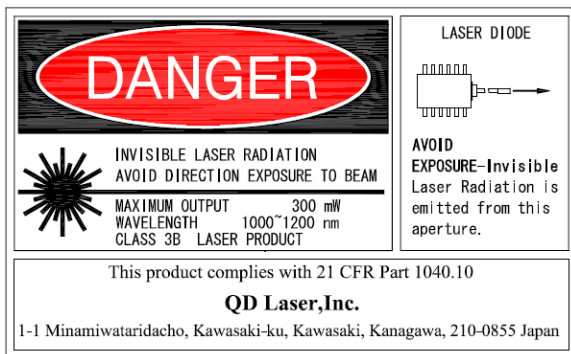 DANGER
INVISIBLE LASER RADIATION
AVOID DIRECTION EXPOSURE TO BEAM
MAXIMUM OUTPUT 300 mW
WAVELENGTH 1000~1200 nm
CLASS 3B LASER PRODUCT
LASER DIODE
AVOID
EXPOSURE-Invisible
Laser Radiation is
emitted from this
aperture.
This product complies with 21 CFR Part 1040.10
QD Laser,Inc.
1-1 Minamiwataridacho, Kawasaki-ku, Kawasaki, Kanagawa, 210-0855 Japan